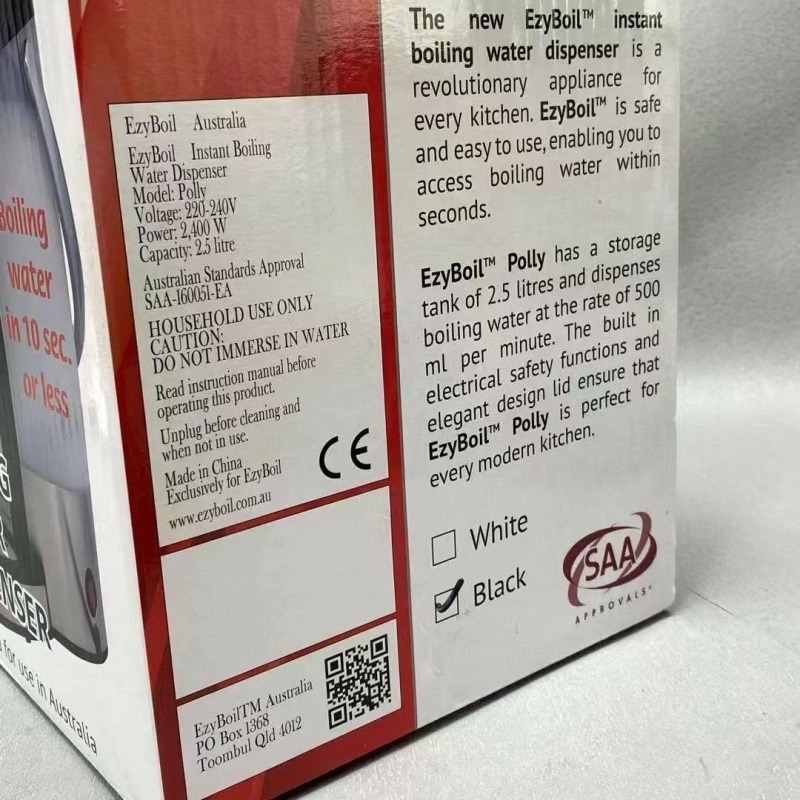 Boiling
water
in 10 sec.
or less
G
R
ENSER
for use in Australia
EzyBoil Australia
EzyBoil Instant Boiling
Water Dispenser
Model: Polly
Voltage: 220-240V
Power: 2,400 W
Capacity: 2.5 litre
Australian Standards Approval
SAA-160051-EA
HOUSEHOLD USE ONLY
CAUTION:
DO NOT IMMERSE IN WATER
Read instruction manual before
operating this product.
Unplug before cleaning and
when not in use.
Made in China
Exclusively for EzyBoil
www.ezyboil.com.au
CE
EzyBoilTM Australia
PO Box 1368
Toombul Qld 4012
The new EzyBoil™ instant
boiling water dispenser is a
revolutionary appliance for
every kitchen. EzyBoil™ is safe
and easy to use, enabling you to
access boiling water within
seconds.
EzyBoil™ Polly has a storage
tank of 2.5 litres and dispenses
boiling water at the rate of 500
ml per minute. The built in
electrical safety functions and
elegant design lid ensure that
EzyBoil™ Polly is perfect for
every modern kitchen.
White
Black
SAA
APPROVALS